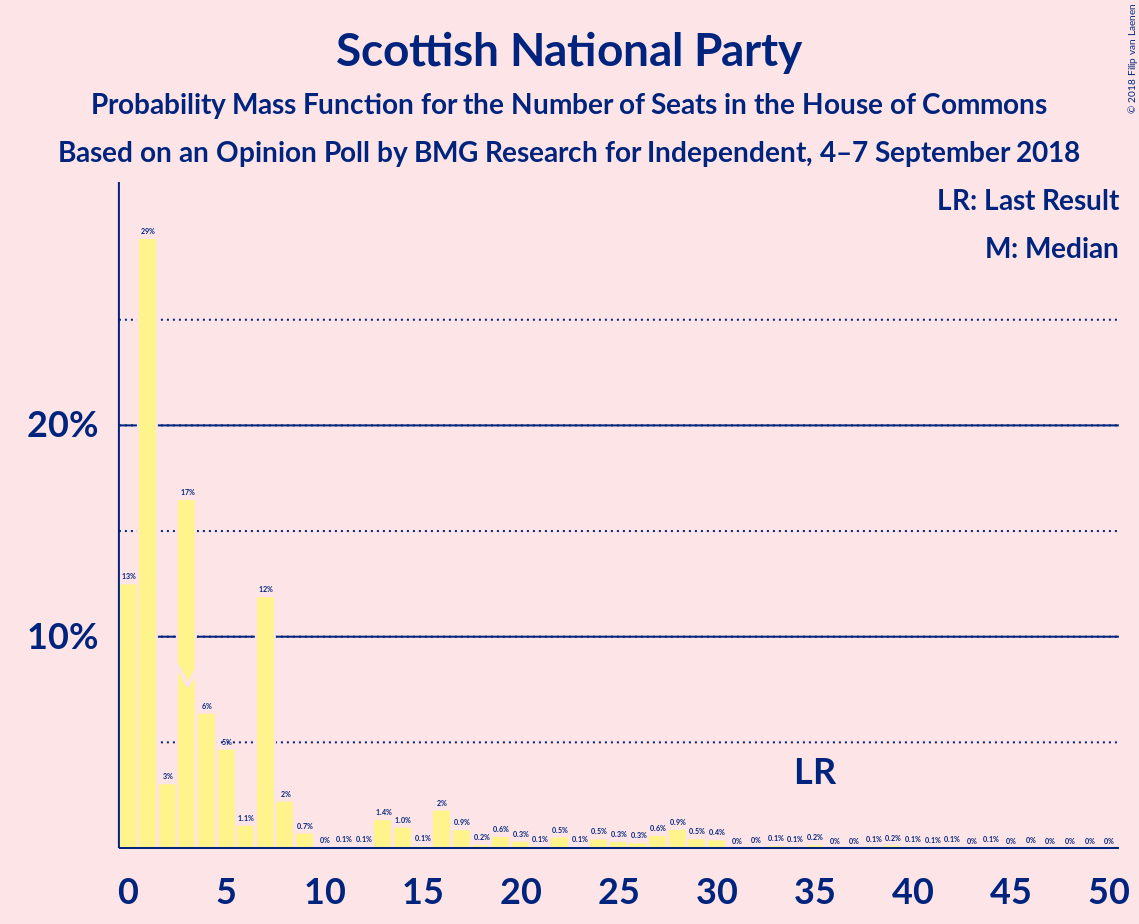 Scottish National Party
Probability Mass Function for the Number of Seats in the House of Commons
Based on an Opinion Poll by BMG Research for Independent, 4–7 September 2018
© 2018 Filip van Laenen
LR: Last Result
M: Median
20%
10%
13% 29% 3% 17% 6% 5% 1.1% 12% 2% 0.7% 0% 0.1% 0.1% 1.4% 1.0% 0.1% 2% 0.9% 0.2% 0.6% 0.3% 0.1% 0.5% 0.1% 0.5% 0.3% 0.3% 0.6% 0.9% 0.5% 0.4% 0% 0% 0.1% 0.1% 0.2% 0% 0% 0.1% 0.2% 0.1% 0.1% 0.1% 0% 0.1% 0% 0% 0% 0% 0% 0%
LR
0 5 10 15 20 25 30 35 40 45 50